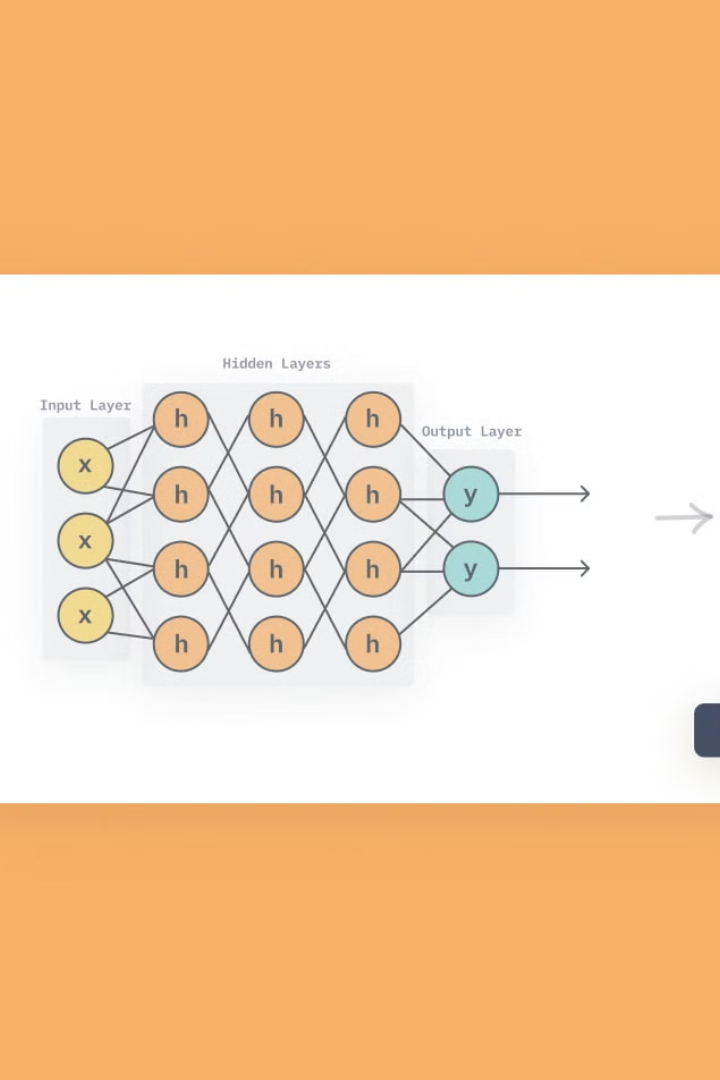 Hidden Layers
Input Layer
Output Layer
h h h
x
h h h y
x
h h h y
x
h h h